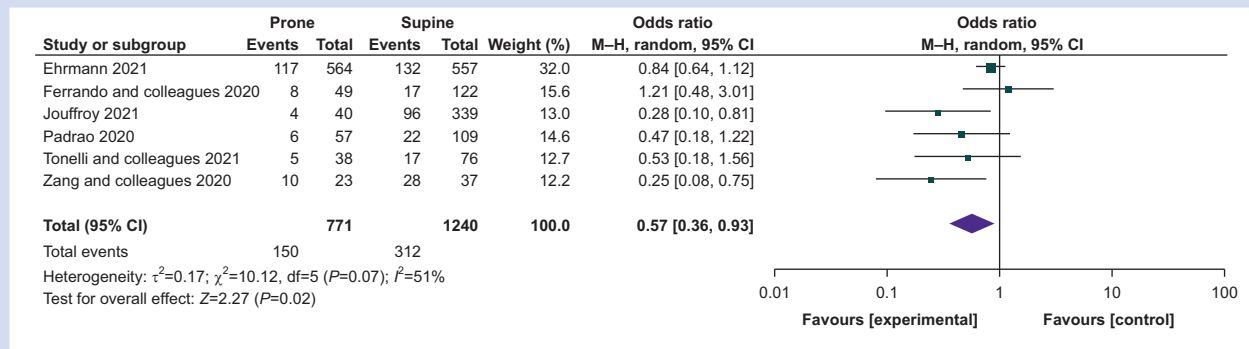 Prone Supine Odds ratio Odds ratio
Study or subgroup Events Total Events Total Weight (%) M–H, random, 95% CI M–H, random, 95% CI
Ehrmann 2021 117 564 132 557 32.0 0.84 [0.64, 1.12]
Ferrando and colleagues 2020 8 49 17 122 15.6 1.21 [0.48, 3.01]
Jouffroy 2021 4 40 96 339 13.0 0.28 [0.10, 0.81]
Padrao 2020 6 57 22 109 14.6 0.47 [0.18, 1.22]
Tonelli and colleagues 2021 5 38 17 76 12.7 0.53 [0.18, 1.56]
Zang and colleagues 2020 10 23 28 37 12.2 0.25 [0.08, 0.75]
Total (95% CI) 771 1240 100.0 0.57 [0.36, 0.93]
Total events 150 312
Heterogeneity: τ²=0.17; χ²=10.12, df=5 (P=0.07); I²=51%
Test for overall effect: Z=2.27 (P=0.02)
0.01 0.1 1 10 100
Favours [experimental] Favours [control]